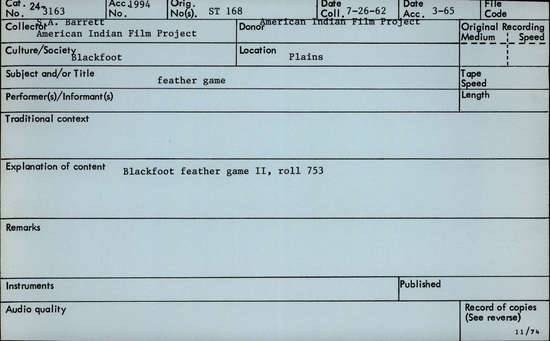 Cat. No. 24-3163 Acc. No. 1994 Orig. No(s). ST 168 Date Coll. 7-26-62 Date Acc. 3-65 File Code
Collector S.A. Barrett American Indian Film Project Donor American Indian Film Project Original Recording Medium Speed
Culture/Society Blackfoot Location Plains
Subject and/or Title feather game Tape Speed
Performer(s)/Informant(s) Length
Traditional context
Explanation of content Blackfoot feather game II, roll 753
Remarks
Instruments Published
Audio quality Record of copies (See reverse)
11/74